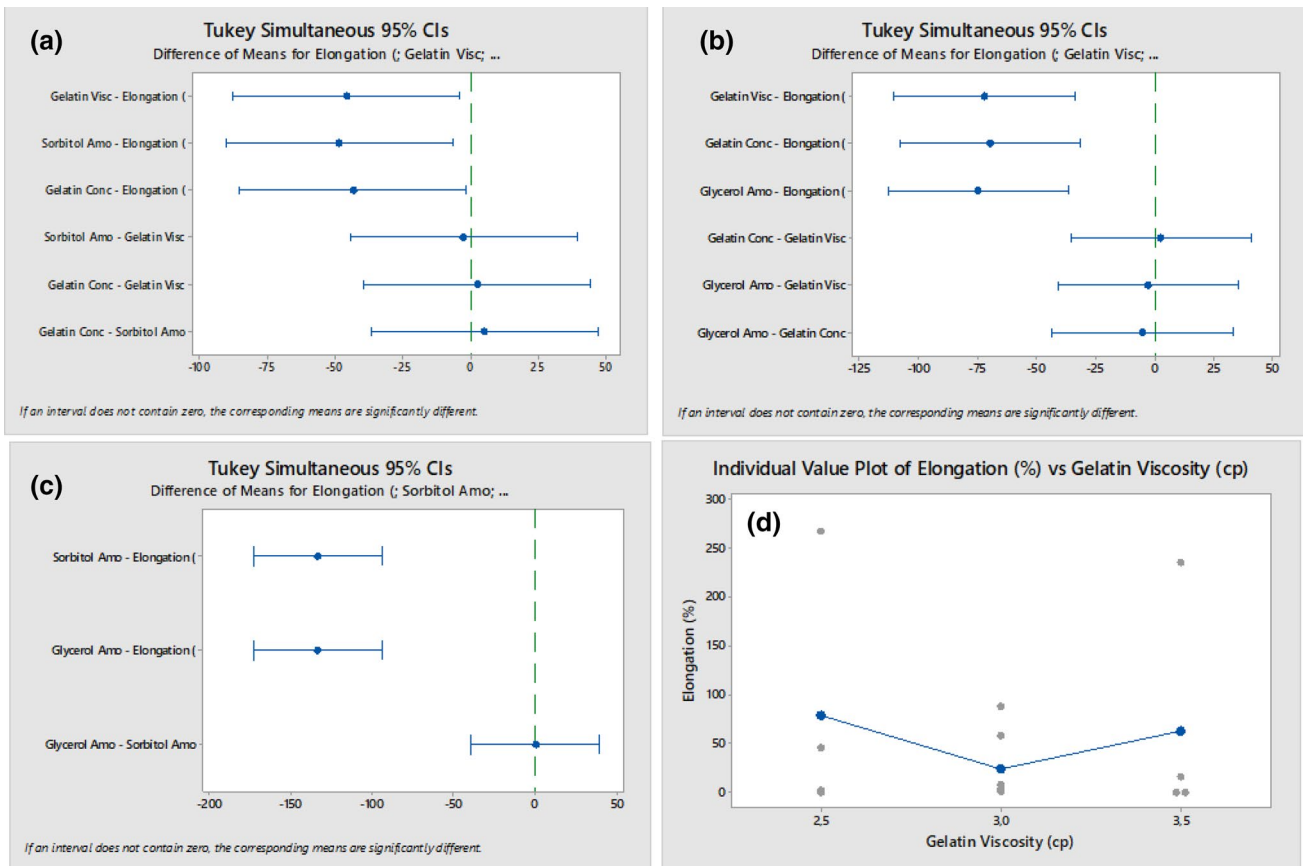 (a)
Tukey Simultaneous 95% CIs
Difference of Means for Elongation (; Gelatin Visc; ...
Gelatin Visc - Elongation (
Sorbitol Amo - Elongation (
Gelatin Conc - Elongation (
Sorbitol Amo - Gelatin Visc
Gelatin Conc - Gelatin Visc
Gelatin Conc - Sorbitol Amo
-100 -75 -50 -25 0 25 50
If an interval does not contain zero, the corresponding means are significantly different.
(b)
Tukey Simultaneous 95% CIs
Difference of Means for Elongation (; Gelatin Visc; ...
Gelatin Visc - Elongation (
Gelatin Conc - Elongation (
Glycerol Amo - Elongation (
Gelatin Conc - Gelatin Visc
Glycerol Amo - Gelatin Visc
Glycerol Amo - Gelatin Conc
-125 -100 -75 -50 -25 0 25 50
If an interval does not contain zero, the corresponding means are significantly different.
(c)
Tukey Simultaneous 95% CIs
Difference of Means for Elongation (; Sorbitol Amo; ...
Sorbitol Amo - Elongation (
Glycerol Amo - Elongation (
Glycerol Amo - Sorbitol Amo
-200 -150 -100 -50 0 50
If an interval does not contain zero, the corresponding means are significantly different.
Individual Value Plot of Elongation (%) vs Gelatin Viscosity (cp)
(d)
300
250
200
150
100
50
0
Elongation (%)
2,5 3,0 3,5
Gelatin Viscosity (cp)